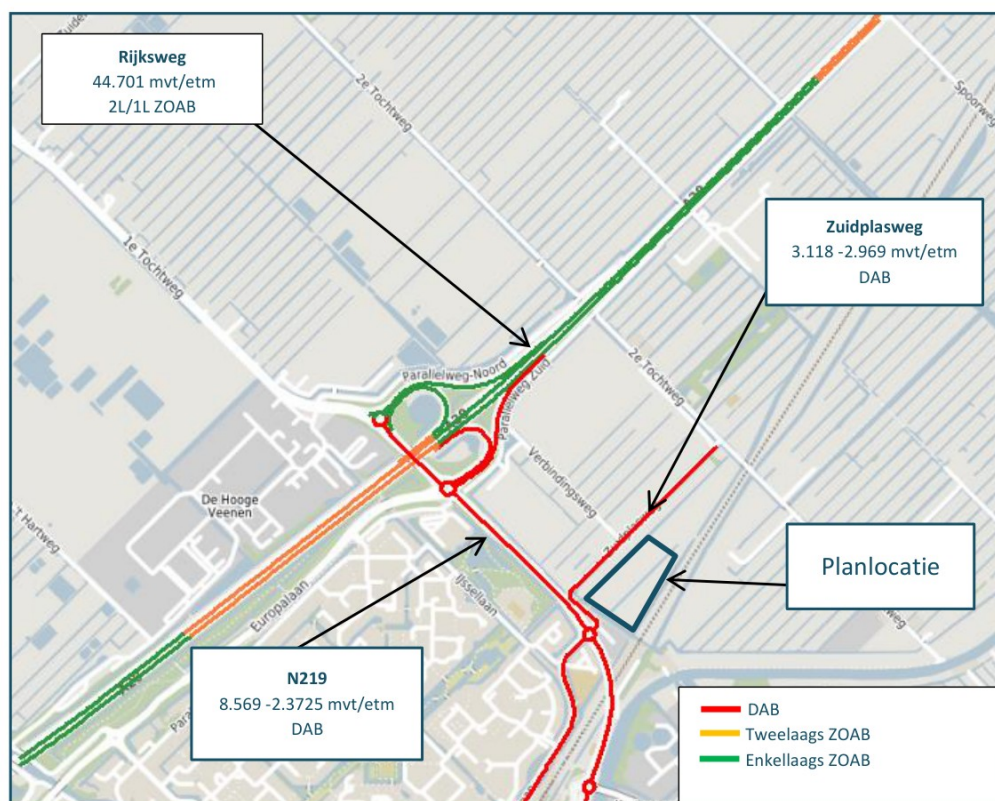 Rijksweg
44.701 mvt/etm
2L/1L ZOAB
2e Tochtweg
Spoorweg
Zuidplasweg
3.118 -2.969 mvt/etm
DAB
1e Tochtweg
2e Tochtweg
Parallelweg-Noord
Parallelweg Zuid
Verbindingsweg
De Hooge
Veenen
Planlocatie
Europalaan
IJssellaan
N219
8.569 -2.3725 mvt/etm
DAB
DAB
Tweelaags ZOAB
Enkellaags ZOAB